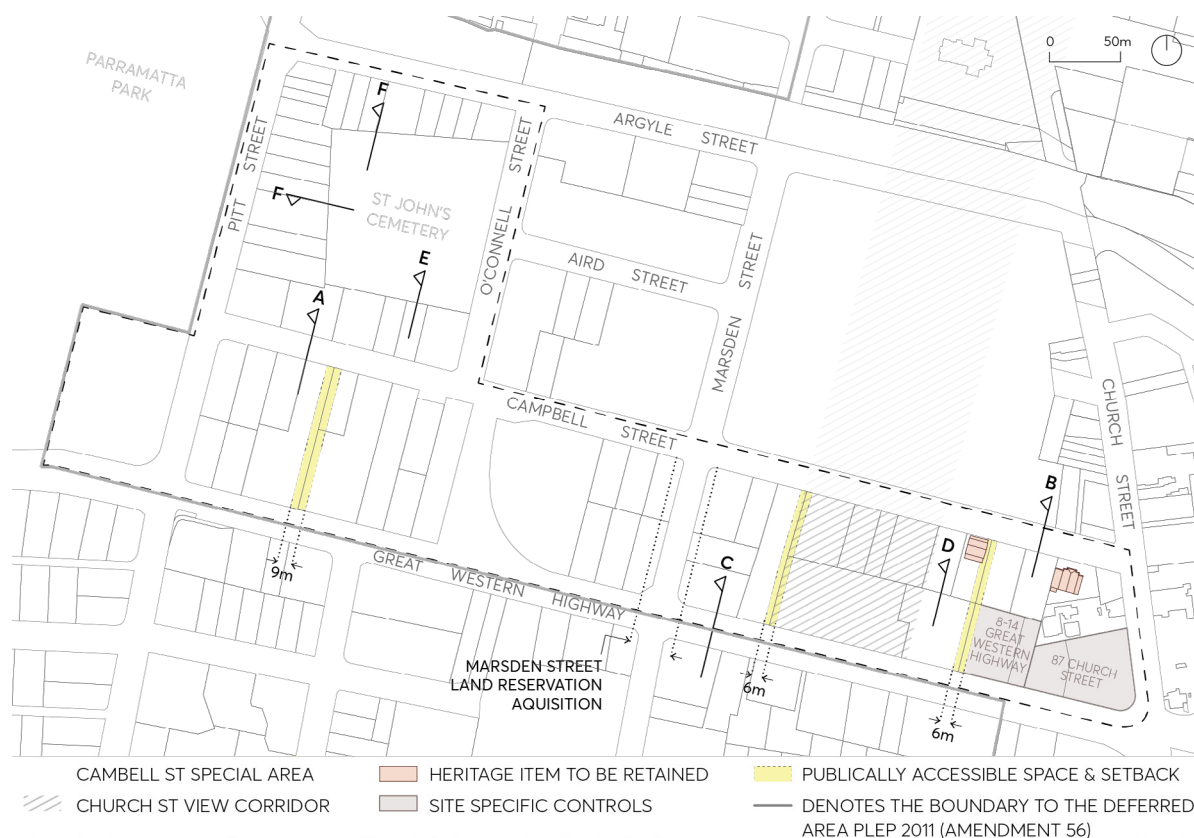 PARRAMATTA
PARK
0 50m
F
ARGYLE STREET
PITT STREET
F
ST JOHN'S
CEMETERY
O'CONNELL STREET
E
AIRD STREET
A
MARSDEN STREET
CHURCH STREET
CAMPBELL STREET
B
D
C
9m
GREAT WESTERN HIGHWAY
8-14
GREAT
WESTERN
HIGHWAY
87 CHURCH
STREET
MARSDEN STREET
LAND RESERVATION
AQUISITION
6m
6m
CAMBELL ST SPECIAL AREA
HERITAGE ITEM TO BE RETAINED
PUBLICALLY ACCESSIBLE SPACE & SETBACK
CHURCH ST VIEW CORRIDOR
SITE SPECIFIC CONTROLS
DENOTES THE BOUNDARY TO THE DEFERRED
AREA PLEP 2011 (AMENDMENT 56)